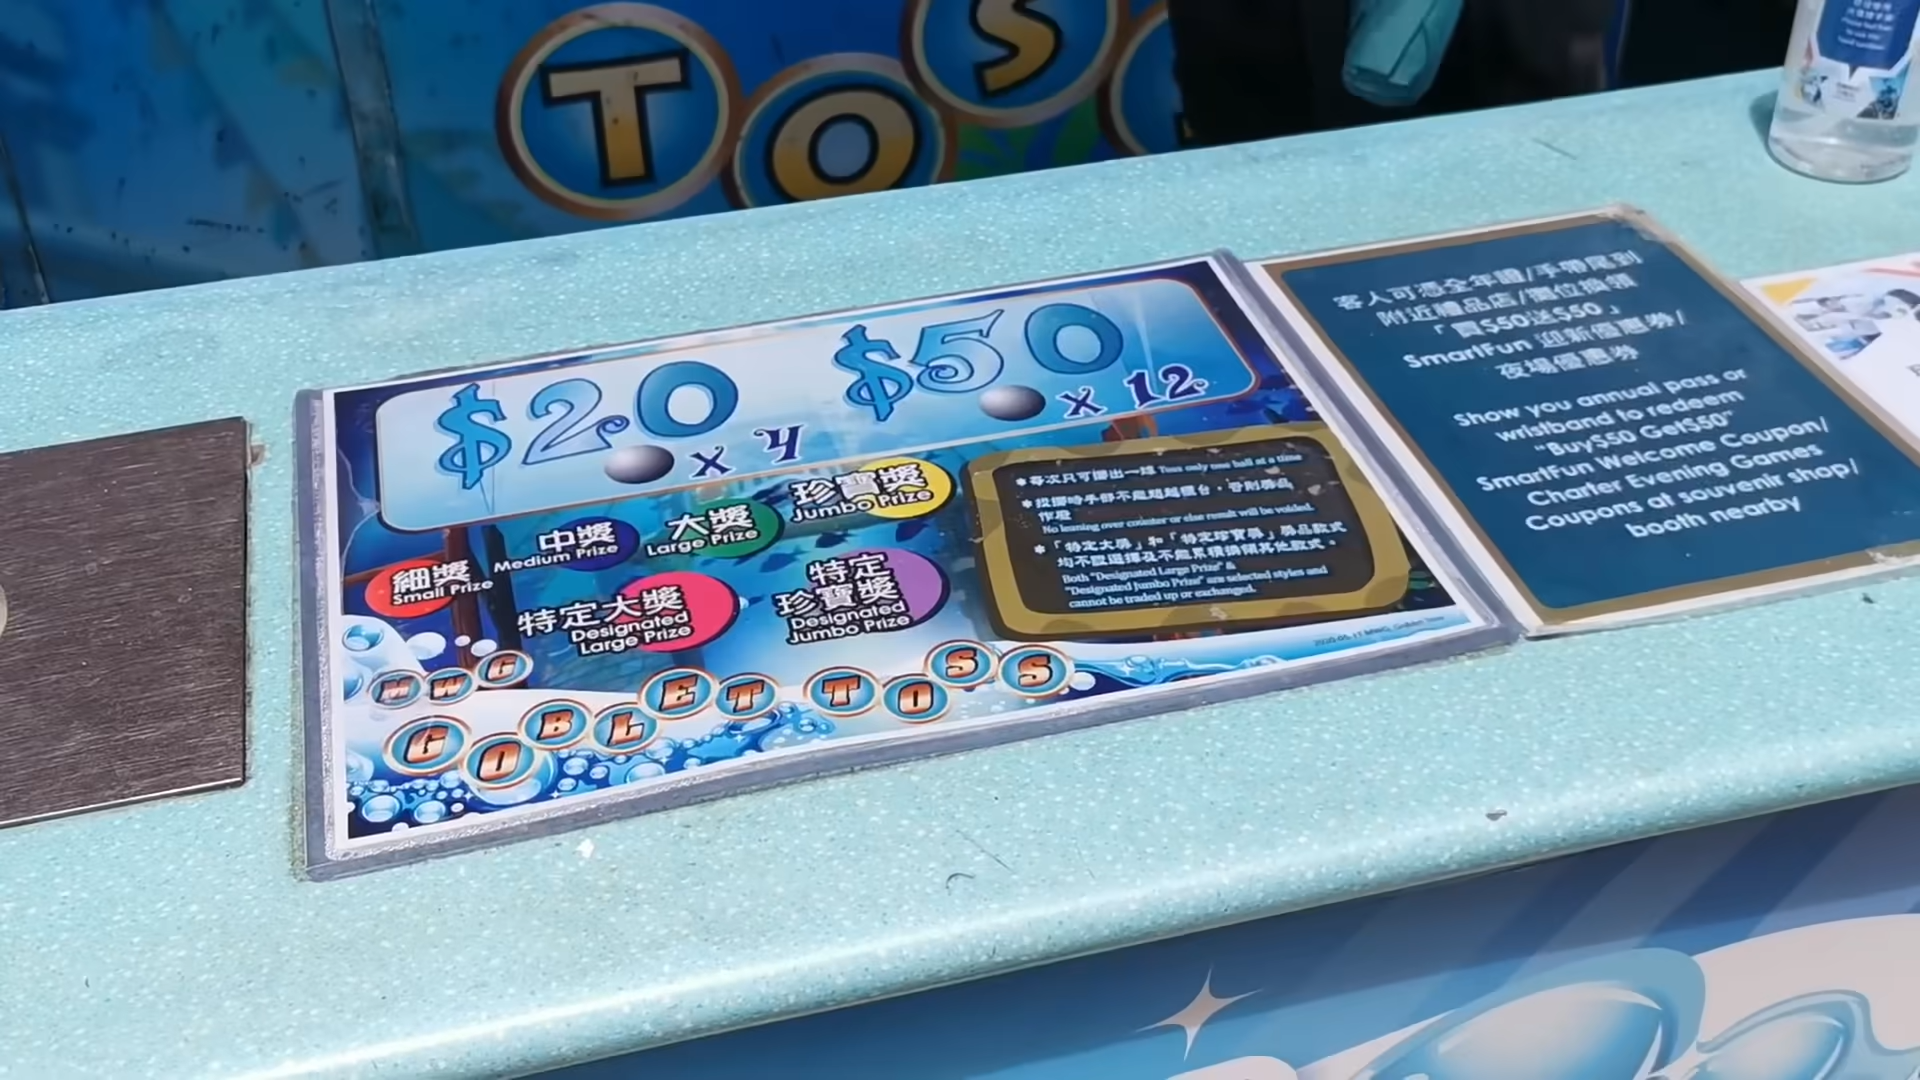 TOS
$20 x 4
$50 x 12
細獎
Small Prize
中獎
Medium Prize
大獎
Large Prize
珍寶獎
Jumbo Prize
特定大獎
Designated
Large Prize
特定
珍寶獎
Designated
Jumbo Prize
每次只可擲出一球 Toss only one ball at a time
投擲時手部不能超越檯台，否則獎品
作廢
No leaning over counter or else result will be voided.
「特定大獎」和「特定珍寶獎」獎品款式
均不設選擇及不能累積換領其他款式。
Both "Designated Large Prize" &
"Designated Jumbo Prize" are selected styles and
cannot be traded up or exchanged.
MWG
GOBLET TOSS
客人可憑全年證/手帶尾到
附近禮品店/攤位換領
「買$50送$50」
SmartFun 迎新優惠券/
夜場優惠券
Show you annual pass or
wristband to redeem
"Buy$50 Get$50"
SmartFun Welcome Coupon/
Charter Evening Games
Coupons at souvenir shop/
booth nearby